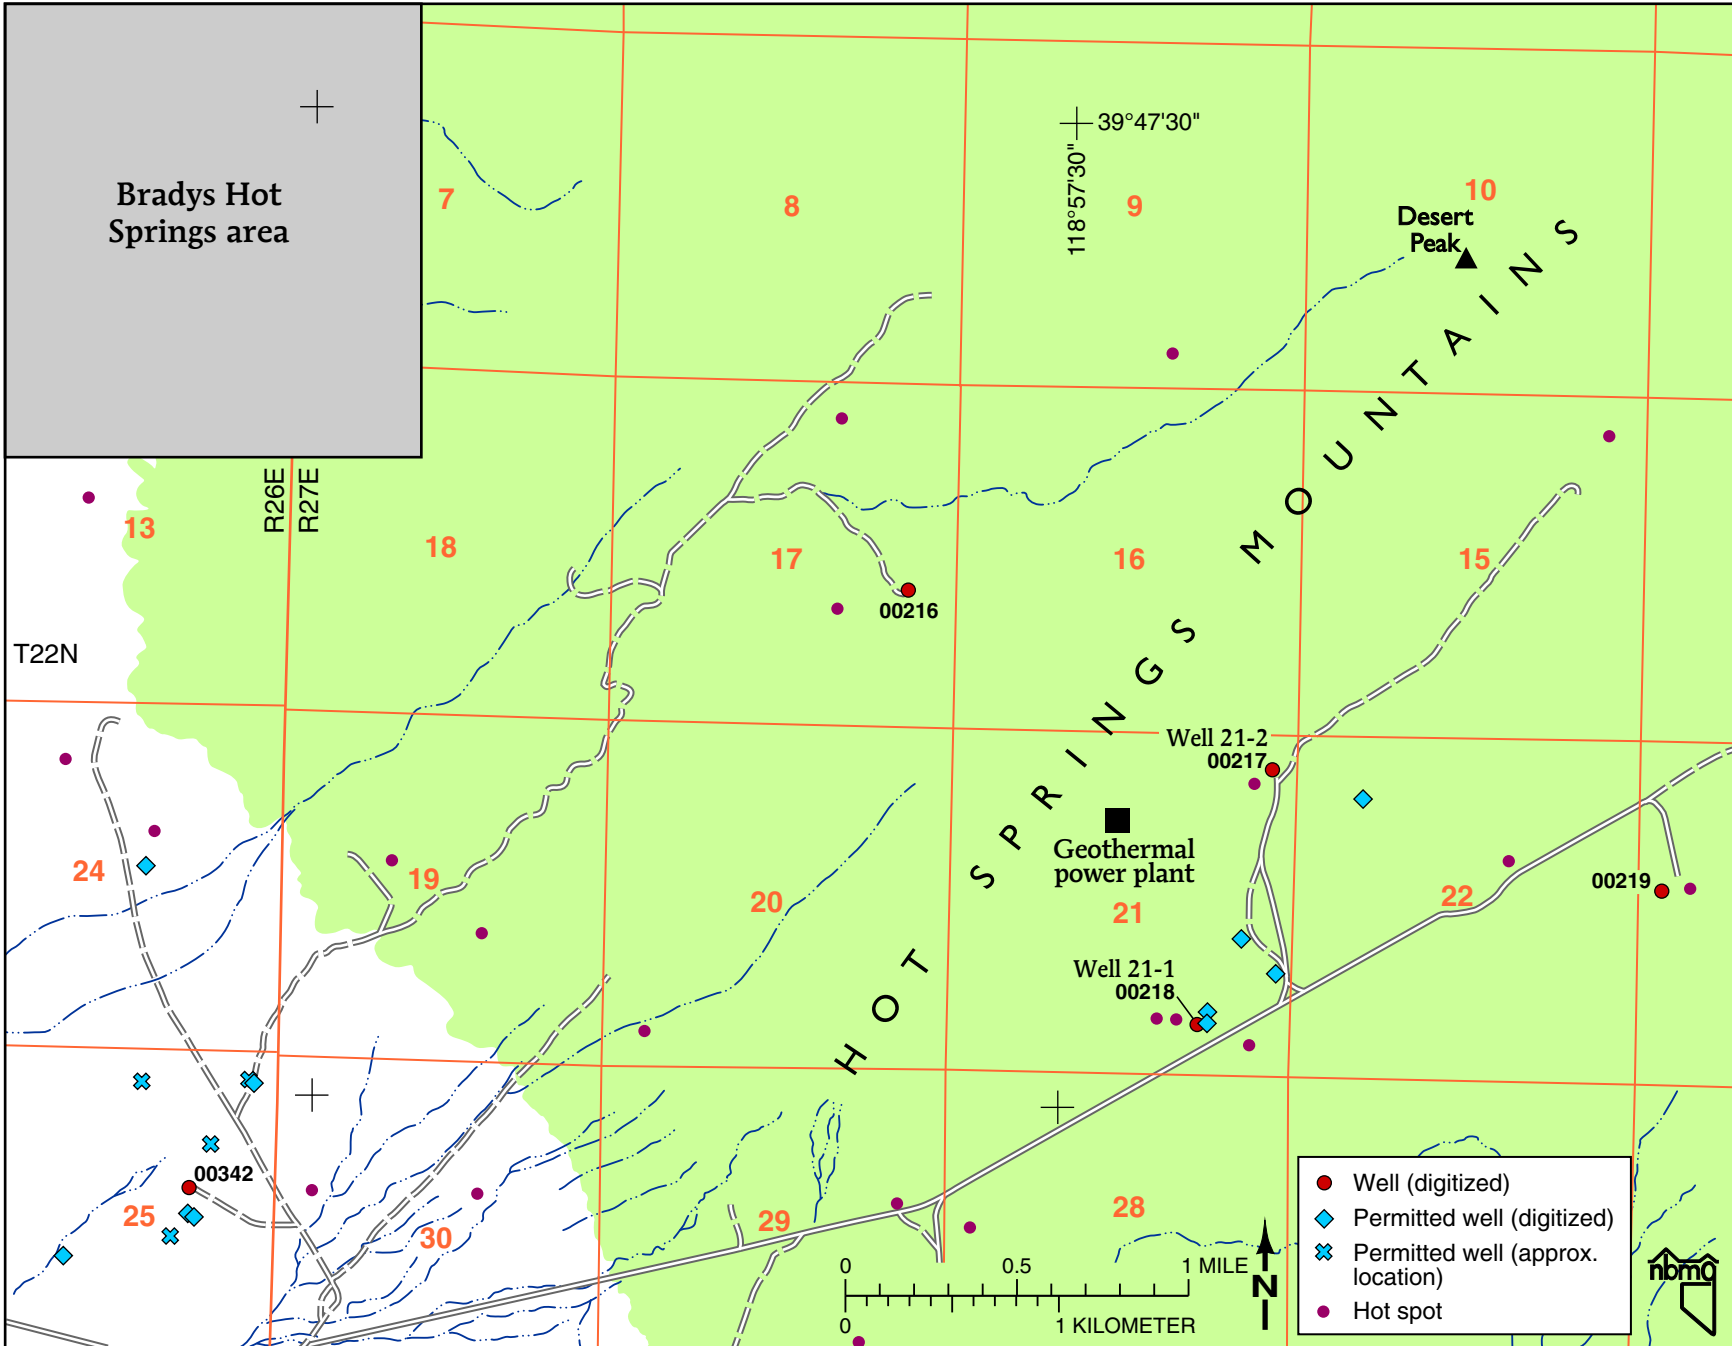 Bradys Hot
Springs area
39°47'30"
118°57'30"
7
8
9
10
Desert
Peak
HOT SPRINGS MOUNTAINS
R26E
R27E
13
18
17
16
15
00216
T22N
Well 21-2
00217
Geothermal
power plant
24
19
20
21
22
00219
Well 21-1
00218
00342
25
30
29
28
0 0.5 1 MILE
0 1 KILOMETER
N
Well (digitized)
Permitted well (digitized)
Permitted well (approx.
location)
Hot spot
nbmg